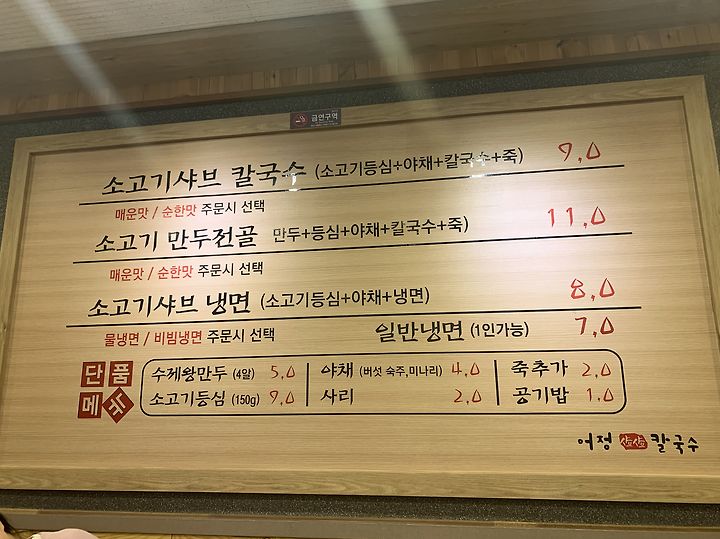 금연구역
소고기샤브 칼국수 (소고기등심+야채+칼국수+죽) 9,0
매운맛 / 순한맛 주문시 선택
소고기 만두전골 만두+등심+야채+칼국수+죽) 11,0
매운맛 / 순한맛 주문시 선택
소고기샤브 냉면 (소고기등심+야채+냉면) 8,0
물냉면 / 비빔냉면 주문시 선택 일반냉면 (1인가능) 7,0
단품메뉴
수제왕만두 (4알) 5,0 야채 (버섯 숙주,미나리) 4,0 죽추가 2,0
소고기등심 (150g) 9,0 사리 2,0 공기밥 1,0
어정 샤샤 칼국수